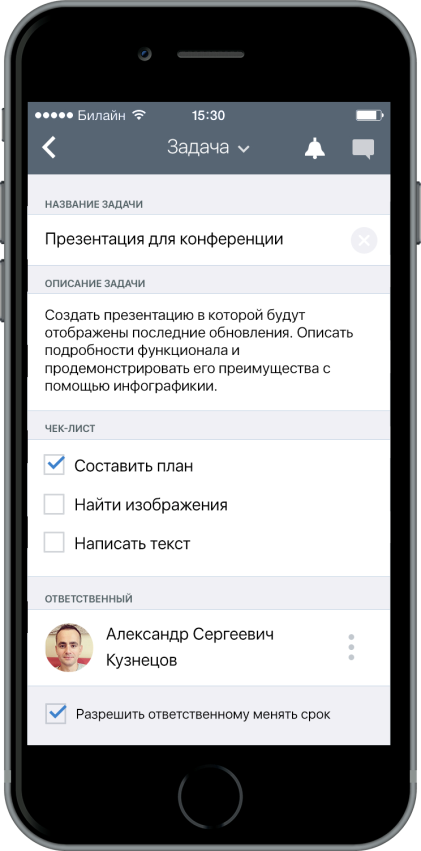 Билайн 15:30
Задача
НАЗВАНИЕ ЗАДАЧИ
Презентация для конференции
ОПИСАНИЕ ЗАДАЧИ
Создать презентацию в которой будут
отображены последние обновления. Описать
подробности функционала и
продемонстрировать его преимущества с
помощью инфографикии.
ЧЕК-ЛИСТ
Составить план
Найти изображения
Написать текст
ОТВЕТСТВЕННЫЙ
Александр Сергеевич
Кузнецов
Разрешить ответственному менять срок